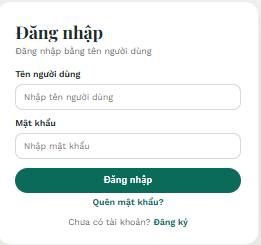 Đăng nhập
Đăng nhập bằng tên người dùng
Tên người dùng
Nhập tên người dùng
Mật khẩu
Nhập mật khẩu
Đăng nhập
Quên mật khẩu?
Chưa có tài khoản? Đăng ký